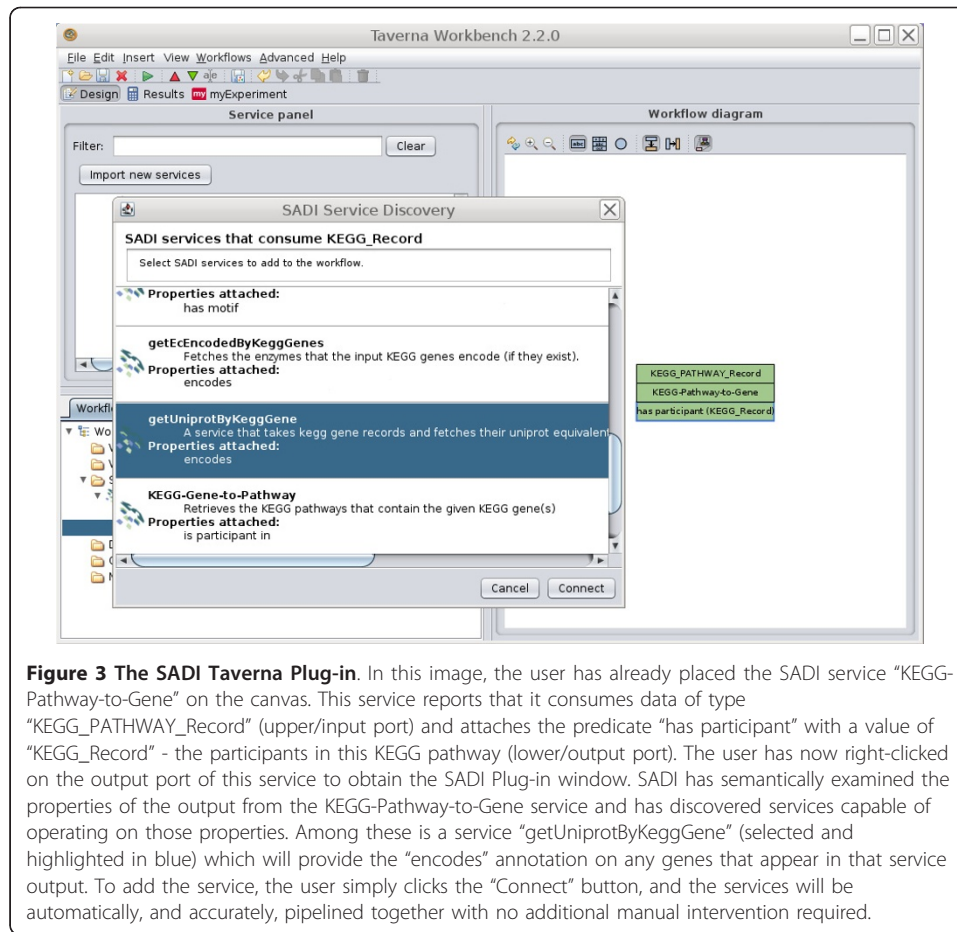 Taverna Workbench 2.2.0
File Edit Insert View Workflows Advanced Help
Design Results my myExperiment
Service panel
Workflow diagram
Filter:
Clear
Import new services
SADI Service Discovery
SADI services that consume KEGG_Record
Select SADI services to add to the workflow.
Properties attached:
has motif
getEcEncodedByKeggGenes
Fetches the enzymes that the input KEGG genes encode (if they exist).
Properties attached:
encodes
getUniprotByKeggGene
A service that takes kegg gene records and fetches their uniprot equivalent
Properties attached:
encodes
KEGG-Gene-to-Pathway
Retrieves the KEGG pathways that contain the given KEGG gene(s)
Properties attached:
is participant in
Cancel
Connect
Workfl
Wo
KEGG_PATHWAY_Record
KEGG-Pathway-to-Gene
has participant (KEGG_Record)
Figure 3 The SADI Taverna Plug-in. In this image, the user has already placed the SADI service “KEGG-
Pathway-to-Gene” on the canvas. This service reports that it consumes data of type
“KEGG_PATHWAY_Record” (upper/input port) and attaches the predicate “has participant” with a value of
“KEGG_Record” - the participants in this KEGG pathway (lower/output port). The user has now right-clicked
on the output port of this service to obtain the SADI Plug-in window. SADI has semantically examined the
properties of the output from the KEGG-Pathway-to-Gene service and has discovered services capable of
operating on those properties. Among these is a service “getUniprotByKeggGene” (selected and
highlighted in blue) which will provide the “encodes” annotation on any genes that appear in that service
output. To add the service, the user simply clicks the “Connect” button, and the services will be
automatically, and accurately, pipelined together with no additional manual intervention required.